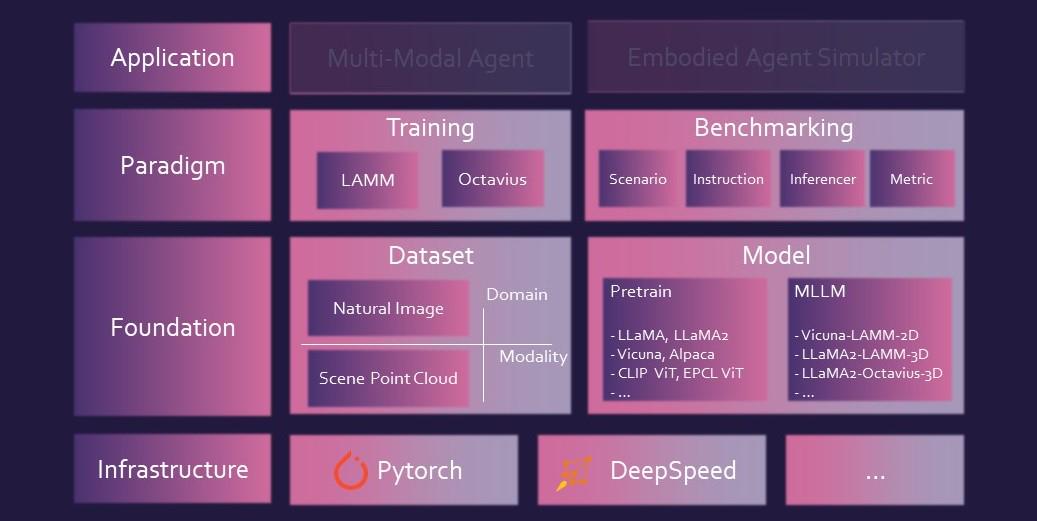 Application
Multi-Modal Agent
Embodied Agent Simulator
Paradigm
Training
LAMM
Octavius
Benchmarking
Scenario
Instruction
Inferencer
Metric
Foundation
Dataset
Natural Image
Domain
Modality
Scene Point Cloud
Model
Pretrain
- LLaMA, LLaMA2
- Vicuna, Alpaca
- CLIP ViT, EPCL ViT
- ...
MLLM
- Vicuna-LAMM-2D
- LLaMA2-LAMM-3D
- LLaMA2-Octavius-3D
- ...
Infrastructure
Pytorch
DeepSpeed
...